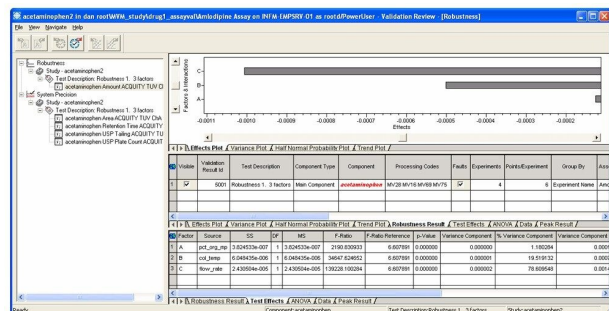 acetaminophen2 in dan root\MVM_study\drug1_assayval\Amlodipine Assay on INFM-EMPSRV-01 as rootd/PowerUser - Validation Review - [Robustness]
File View Navigate Help
Robustness
Study - acetaminophen2
Test Description: Robustness 1. 3 factors
acetaminophen Amount ACQUITY TUV Ch
System Precision
Study - acetaminophen2
Test Description: Robustness 1. 3 factors
acetaminophen Area ACQUITY TUV ChA
acetaminophen Retention Time ACQUITY
acetaminophen USP Tailing ACQUITY TU
acetaminophen USP Plate Count ACQUIT
Factors & Interactions
C
B
A
-0.0011 -0.0010 -0.0009 -0.0008 -0.0007 -0.0006 -0.0005 -0.0004 -0.0003 -0.0002
Effects
Effects Plot Variance Plot Half Normal Probability Plot Trend Plot
Visible Validation Result Id Test Description Component Type Component Processing Codes Faults Experiments Points/Experiment Group By
1 5001 Robustness 1. 3 factors Main Component acetaminophen MV28 MV16 MV68 MV75 4 6 Experiment Name
Effects Plot Variance Plot Half Normal Probability Plot Trend Plot Robustness Result Test Effects ANOVA Data Peak Result
Factor Source SS DF MS F-Ratio F-Ratio Reference p-Value Variance Component % Variance Component Variance Compon
1 A pct_org_mp 3.824533e-007 1 3.824533e-007 2190.830933 6.607891 0.000000 0.000000 1.180284
2 B col_temp 6.048435e-006 1 6.048435e-006 34647.624652 6.607891 0.000000 0.000001 19.519132
3 C flow_rate 2.430504e-005 1 2.430504e-005 139228.100284 6.607891 0.000000 0.000002 78.609548
Robustness Result Test Effects ANOVA Data Peak Result
Ready Component: acetaminophen Test Description: Robustness 1. 3 factors Study: acetaminophen2